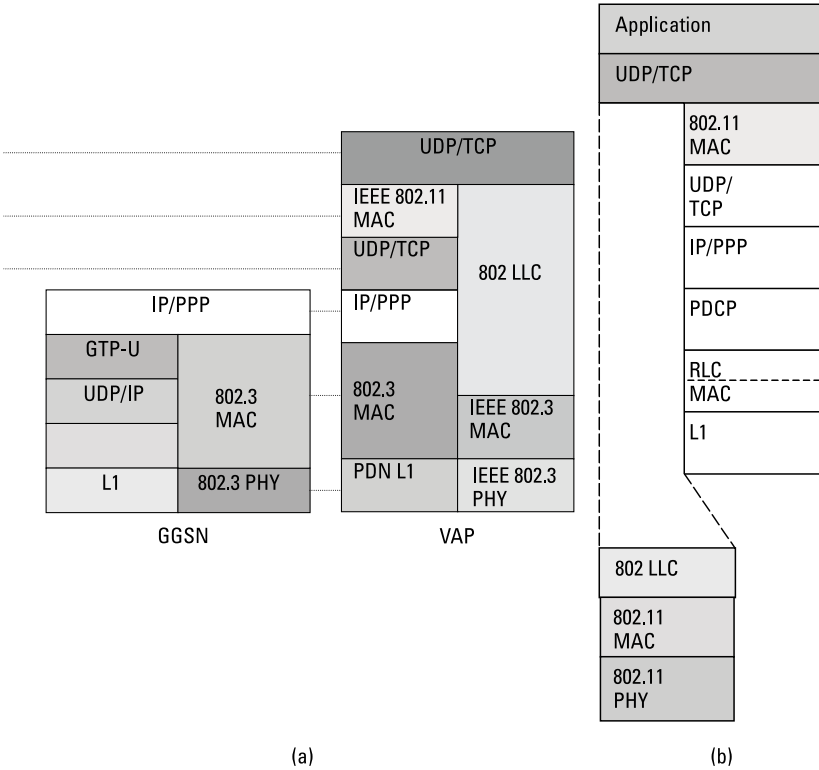 IP/PPP
GTP-U
UDP/IP
802.3
MAC
L1
802.3 PHY
GGSN
UDP/TCP
IEEE 802.11
MAC
UDP/TCP
802 LLC
IP/PPP
802.3
MAC
IEEE 802.3
MAC
PDN L1
IEEE 802.3
PHY
VAP
(a)
Application
UDP/TCP
802.11
MAC
UDP/
TCP
IP/PPP
PDCP
RLC
MAC
L1
802 LLC
802.11
MAC
802.11
PHY
(b)